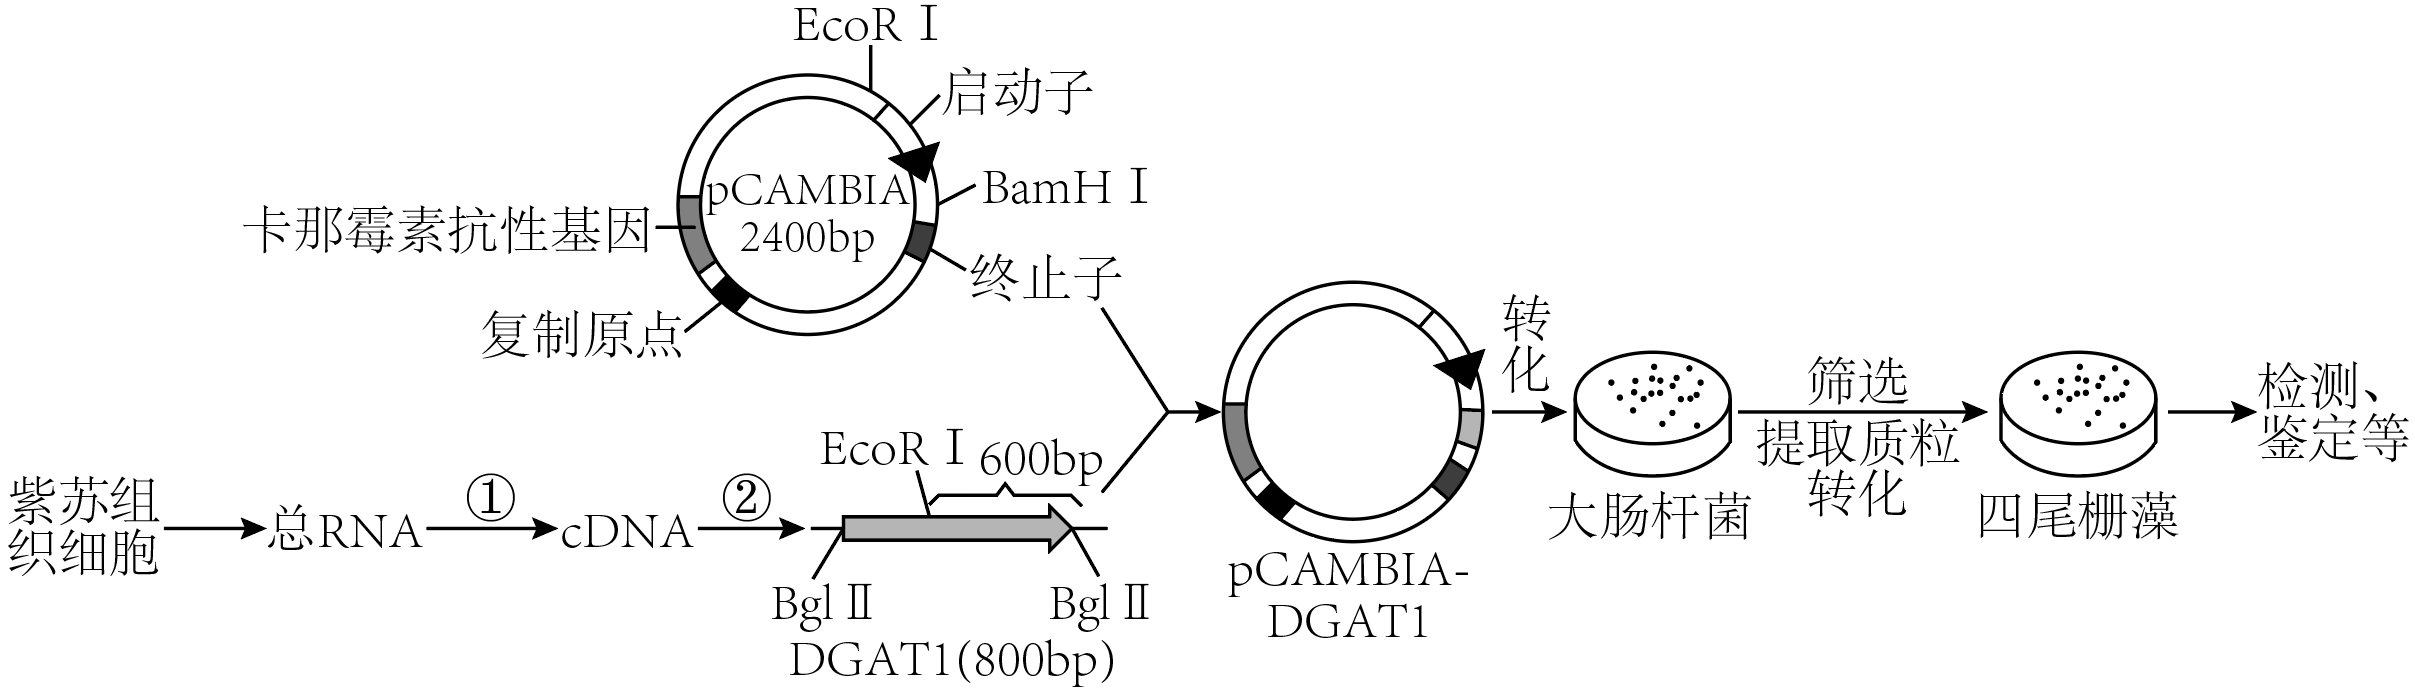 EcoR Ⅰ
启动子
pCAMBIA
2400bp
BamH Ⅰ
卡那霉素抗性基因
终止子
复制原点
紫苏组
织细胞
总RNA
①
cDNA
②
EcoR Ⅰ
600bp
Bgl Ⅱ
Bgl Ⅱ
DGAT1(800bp)
pCAMBIA-
DGAT1
转
化
大肠杆菌
筛选
提取质粒
转化
四尾栅藻
检测、
鉴定等